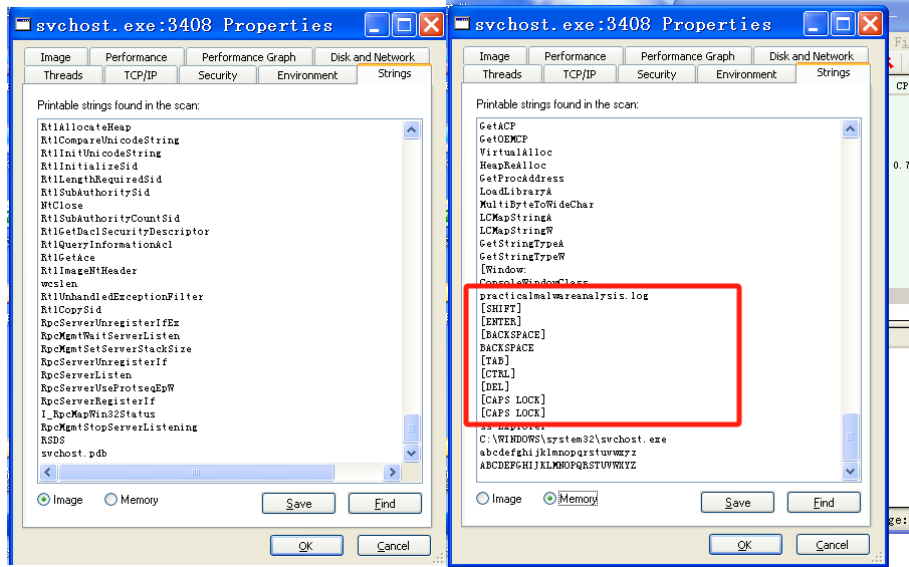 svchost.exe:3408 Properties
Image
Performance
Performance Graph
Disk and Network
Threads
TCP/IP
Security
Environment
Strings
Printable strings found in the scan:
RtlAllocateHeap
RtlCompareUnicodeString
RtlInitUnicodeString
RtlInitializeSid
RtlLengthRequiredSid
RtlSubAuthoritySid
NtClose
RtlSubAuthorityCountSid
RtlGetDaclSecurityDescriptor
RtlQueryInformationAcl
RtlGetAce
RtlImageNtHeader
wcslen
RtlUnhandledExceptionFilter
RtlCopySid
RpcServerUnregisterIfEx
RpcMgmtWaitServerListen
RpcMgmtSetServerStackSize
RpcServerUnregisterIf
RpcServerListen
RpcServerUseProtseqEpW
RpcServerRegisterIf
I_RpcMapWin32Status
RpcMgmtStopServerListening
RSDS
svchost.pdb
Image
Memory
Save
Find
OK
Cancel
svchost.exe:3408 Properties
Image
Performance
Performance Graph
Disk and Network
Threads
TCP/IP
Security
Environment
Strings
Printable strings found in the scan:
GetACP
GetOEMCP
VirtualAlloc
HeapReAlloc
GetProcAddress
LoadLibraryA
MultiByteToWideChar
LCMapStringA
LCMapStringW
GetStringTypeA
GetStringTypeW
[Window:
ConsoleWindowClass
practicalmalwareanalysis.log
[SHIFT]
[ENTER]
[BACKSPACE]
BACKSPACE
[TAB]
[CTRL]
[DEL]
[CAPS LOCK]
[CAPS LOCK]
C:\WINDOWS\system32\svchost.exe
abcdefghijklmnopqrstuvwxyz
ABCDEFGHIJKLMNOPQRSTUVWXYZ
Image
Memory
Save
Find
OK
Cancel
Fi
CP
0.7
ge: